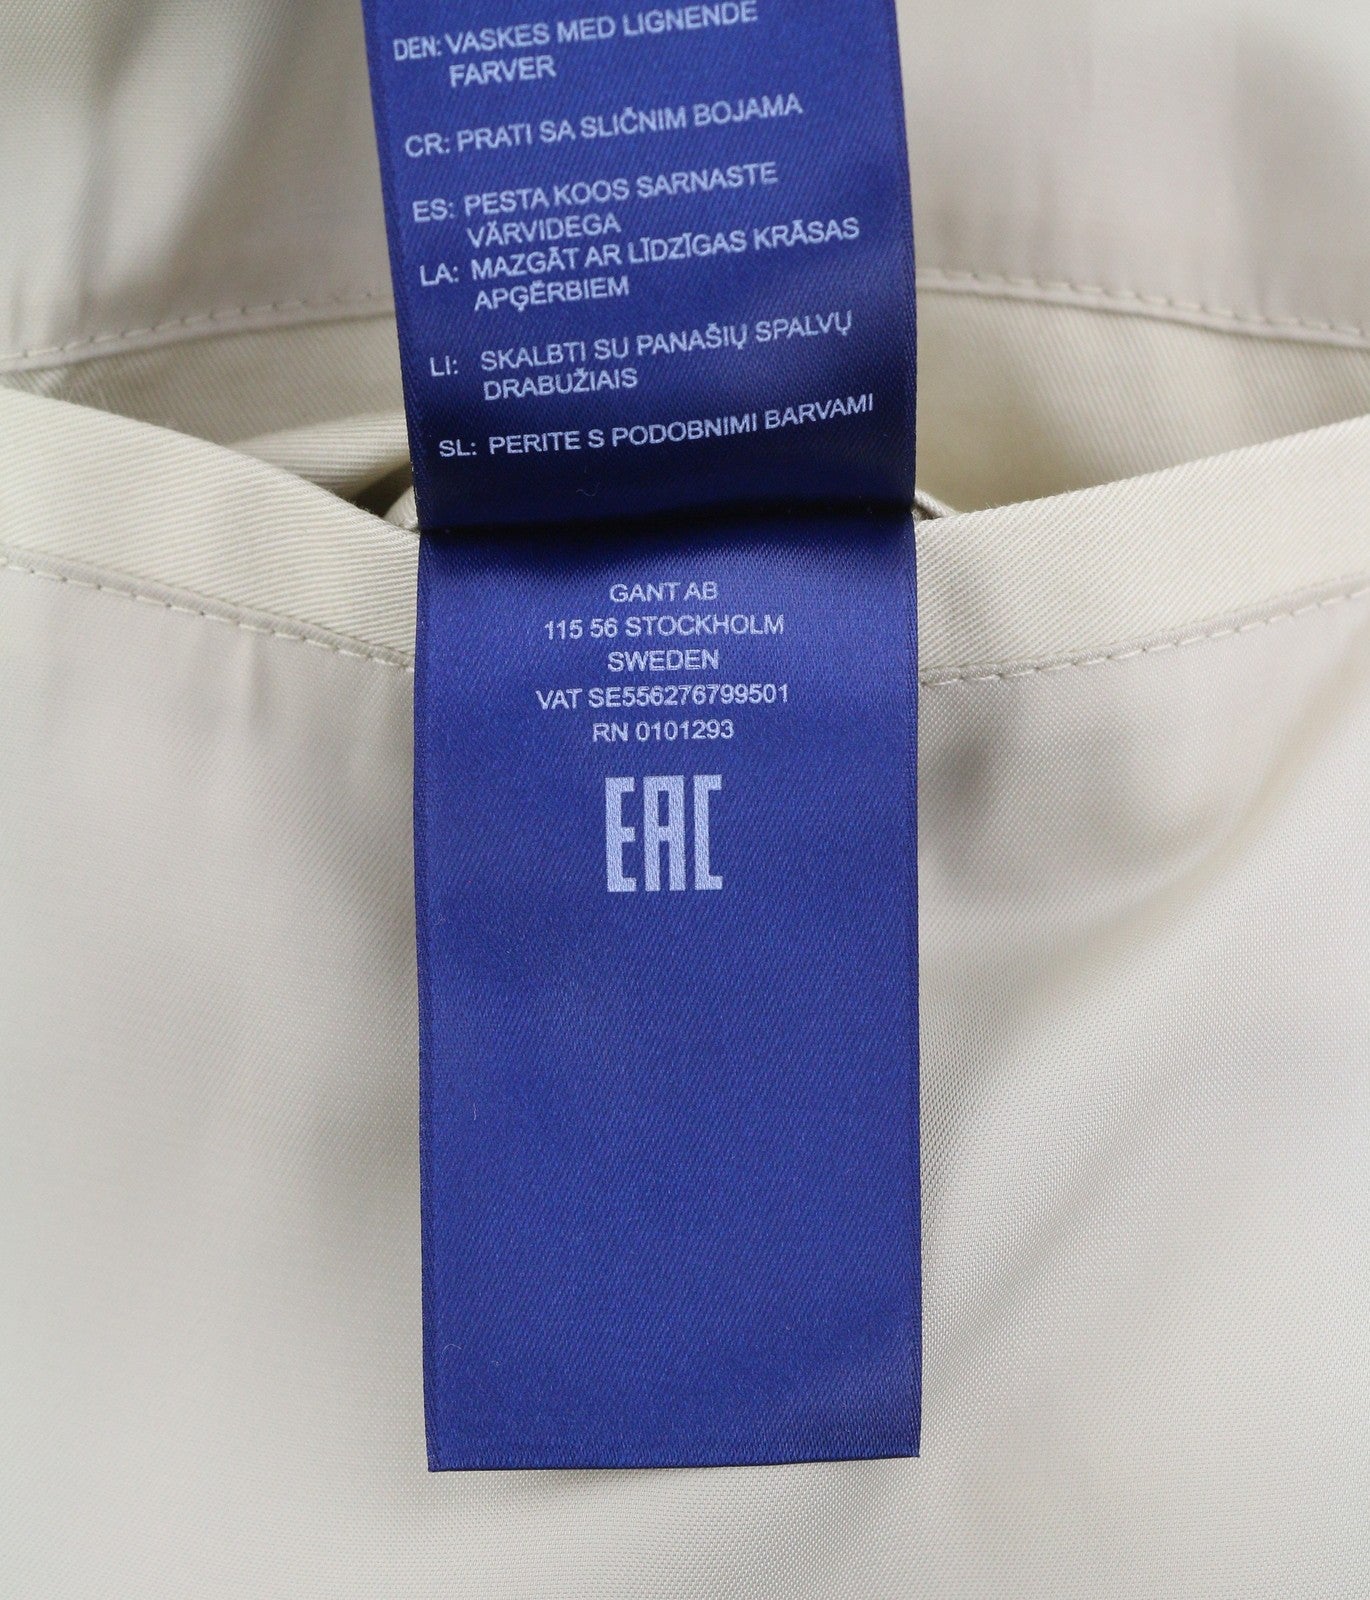 DEN: VASKES MED LIGNENDE
FARVER
CR: PRATI SA SLIČNIM BOJAMA
ES: PESTA KOOS SARNASTE
VÄRVIDEGA
LA: MAZGĀT AR LĪDZĪGAS KRĀSAS
APĢĒRBIEM
LI: SKALBTI SU PANAŠIŲ SPALVŲ
DRABUŽIAIS
SL: PERITE S PODOBNIMI BARVAMI
GANT AB
115 56 STOCKHOLM
SWEDEN
VAT SE556276799501
RN 0101293
EAC